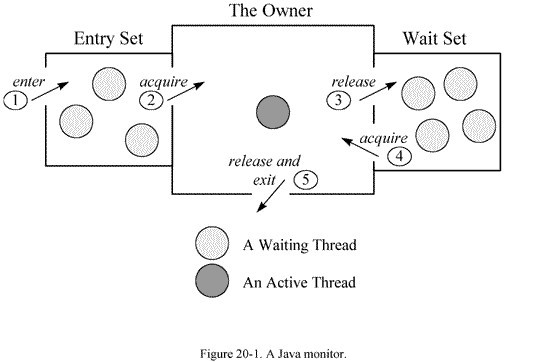 The Owner
Entry Set
Wait Set
enter
1
acquire
2
release
3
acquire
4
release and
exit
5
A Waiting Thread
An Active Thread
Figure 20-1. A Java monitor.